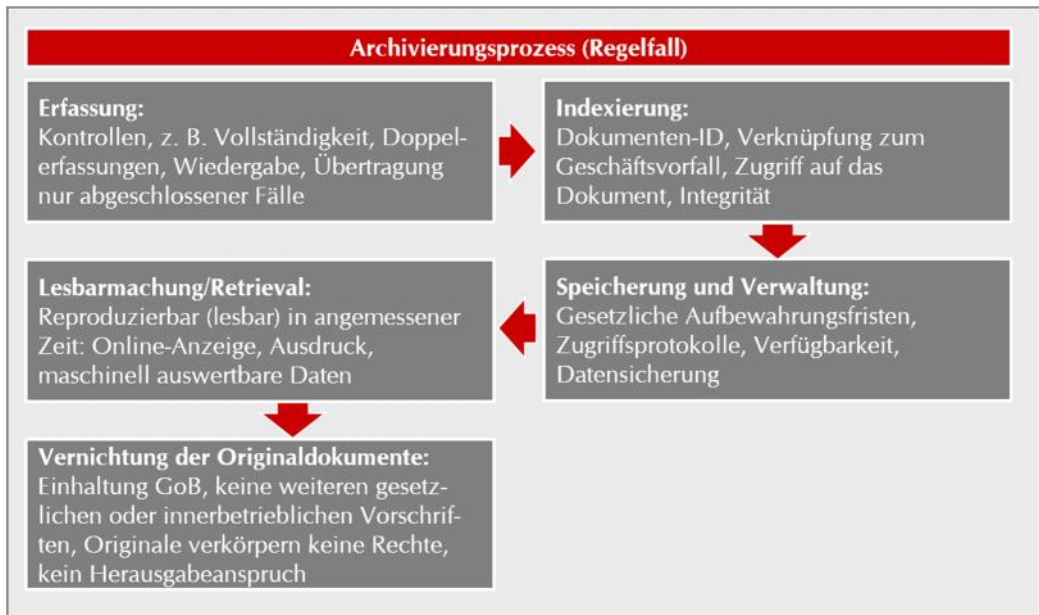 Archivierungsprozess (Regelfall)
Erfassung:
Kontrollen, z. B. Vollständigkeit, Doppel-
erfassungen, Wiedergabe, Übertragung
nur abgeschlossener Fälle
Indexierung:
Dokumenten-ID, Verknüpfung zum
Geschäftsvorfall, Zugriff auf das
Dokument, Integrität
Speicherung und Verwaltung:
Gesetzliche Aufbewahrungsfristen,
Zugriffsprotokolle, Verfügbarkeit,
Datensicherung
Lesbarmachung/Retrieval:
Reproduzierbar (lesbar) in angemessener
Zeit: Online-Anzeige, Ausdruck,
maschinell auswertbare Daten
Vernichtung der Originaldokumente:
Einhaltung GoB, keine weiteren gesetz-
lichen oder innerbetrieblichen Vorschrif-
ten, Originale verkörpern keine Rechte,
kein Herausgabeanspruch